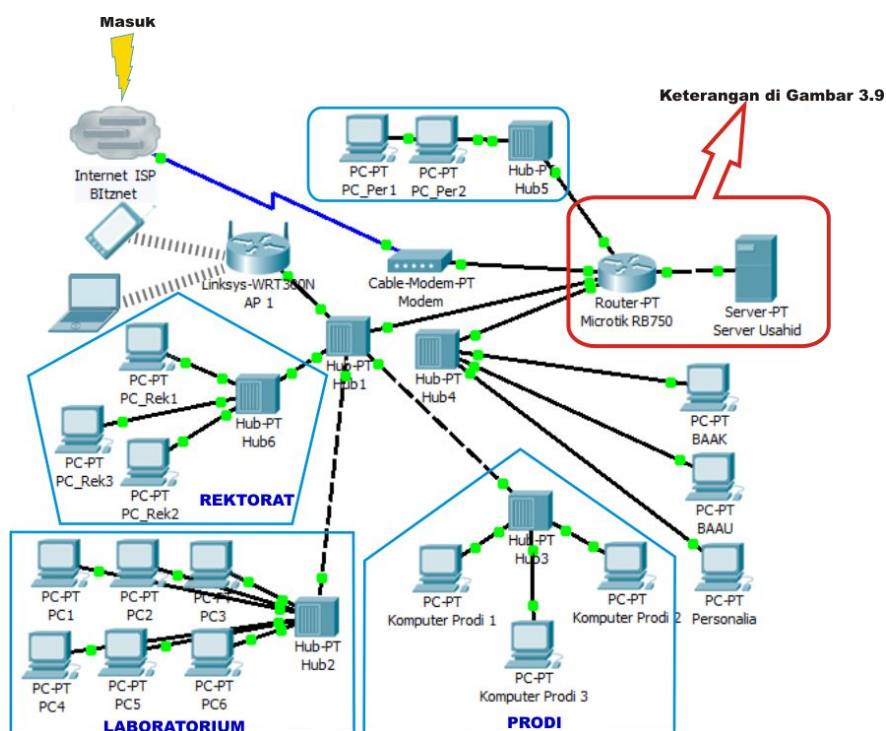 Masuk
Keterangan di Gambar 3.9
Internet ISP
BItznet
PC-PT
PC_Per1
PC-PT
PC_Per2
Hub-PT
Hub5
Linksys-WRT300N
AP 1
Cable-Modem-PT
Modem
Router-PT
Microtik RB750
Server-PT
Server Usahid
Hub-PT
Hub1
Hub-PT
Hub4
PC-PT
PC_Rek1
PC-PT
PC_Rek3
PC-PT
PC_Rek2
Hub-PT
Hub6
REKTORAT
PC-PT
BAAK
PC-PT
BAAU
PC-PT
Personalia
Hub-PT
Hub3
PC-PT
Komputer Prodi 1
PC-PT
Komputer Prodi 2
PC-PT
Komputer Prodi 3
PRODI
PC-PT
PC1
PC-PT
PC2
PC-PT
PC3
PC-PT
PC4
PC-PT
PC5
PC-PT
PC6
Hub-PT
Hub2
LABORATORIUM